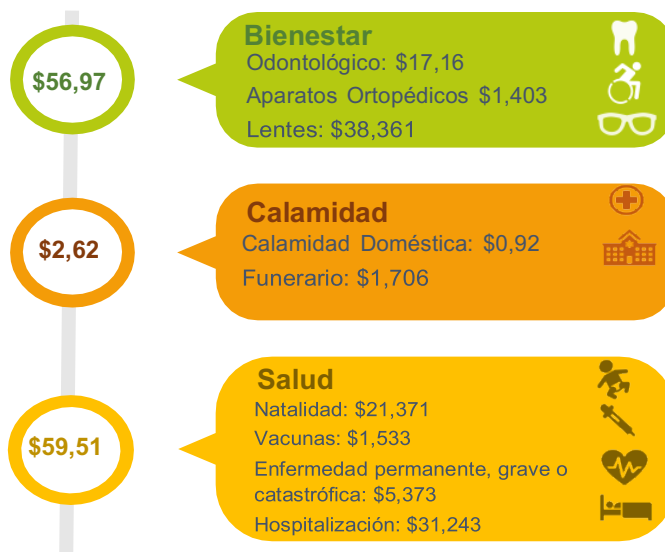 $56,97
Bienestar
Odontológico: $17,16
Aparatos Ortopédicos $1,403
Lentes: $38,361
$2,62
Calamidad
Calamidad Doméstica: $0,92
Funerario: $1,706
$59,51
Salud
Natalidad: $21,371
Vacunas: $1,533
Enfermedad permanente, grave o
catastrófica: $5,373
Hospitalización: $31,243